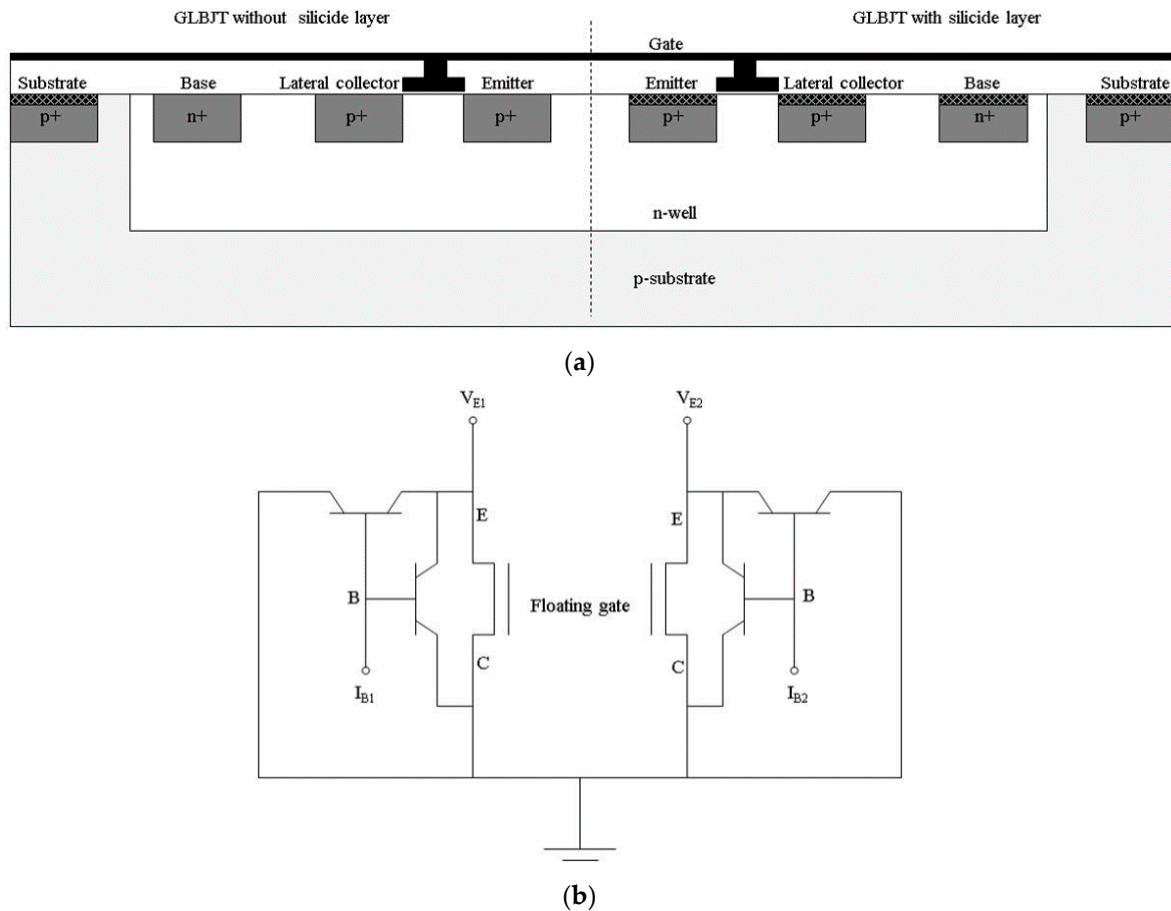 GLBJT without silicide layer
GLBJT with silicide layer
Gate
Substrate Base Lateral collector Emitter Emitter Lateral collector Base Substrate
p+ n+ p+ p+ p+ p+ n+ p+
n-well
p-substrate
(a)
VE1 VE2
E E
B Floating gate B
C C
IB1 IB2
(b)